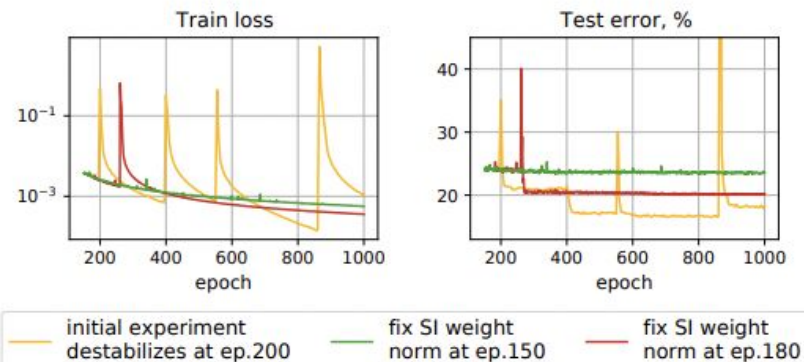 Train loss
10^{-1}
10^{-3}
200 400 600 800 1000
epoch
Test error, %
40
30
20
200 400 600 800 1000
epoch
initial experiment
destabilizes at ep.200
fix SI weight
norm at ep.150
fix SI weight
norm at ep.180